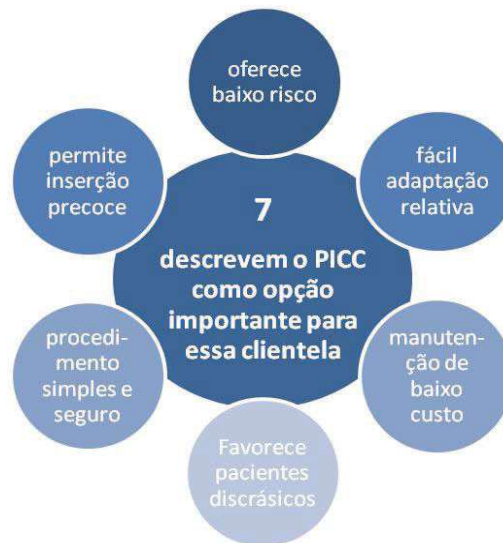 oferece
baixo risco
fácil
adaptação
relativa
manuten-
ção de
baixo
custo
Favorece
pacientes
discrásicos
procedi-
mento
simples e
seguro
permite
inserção
precoce
7
descrevem o PICC
como opção
importante para
essa clientela